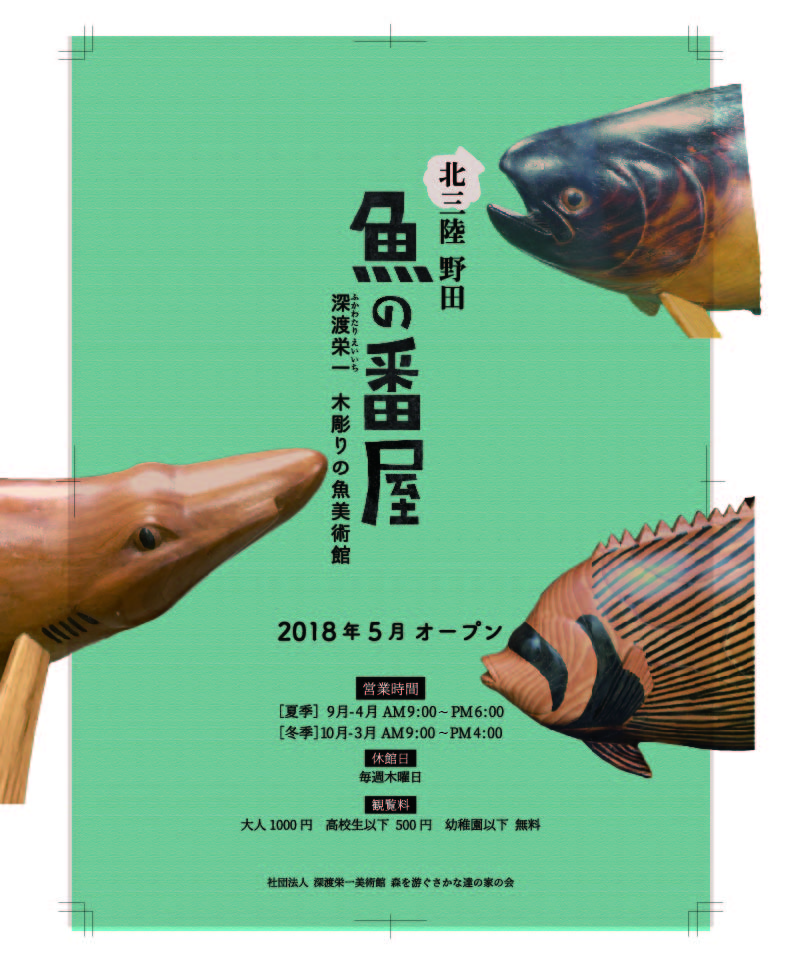 北三陸 野田
魚の番屋
ふかわたり えいいち
深渡栄一 木彫りの魚美術館
2018年5月 オープン
営業時間
［夏季］ 9月-4月 AM9:00～PM6:00
［冬季］10月-3月 AM9:00～PM4:00
休館日
毎週木曜日
観覧料
大人1000円 高校生以下 500円 幼稚園以下 無料
社団法人 深渡栄一美術館 森を游ぐさかな達の家の会